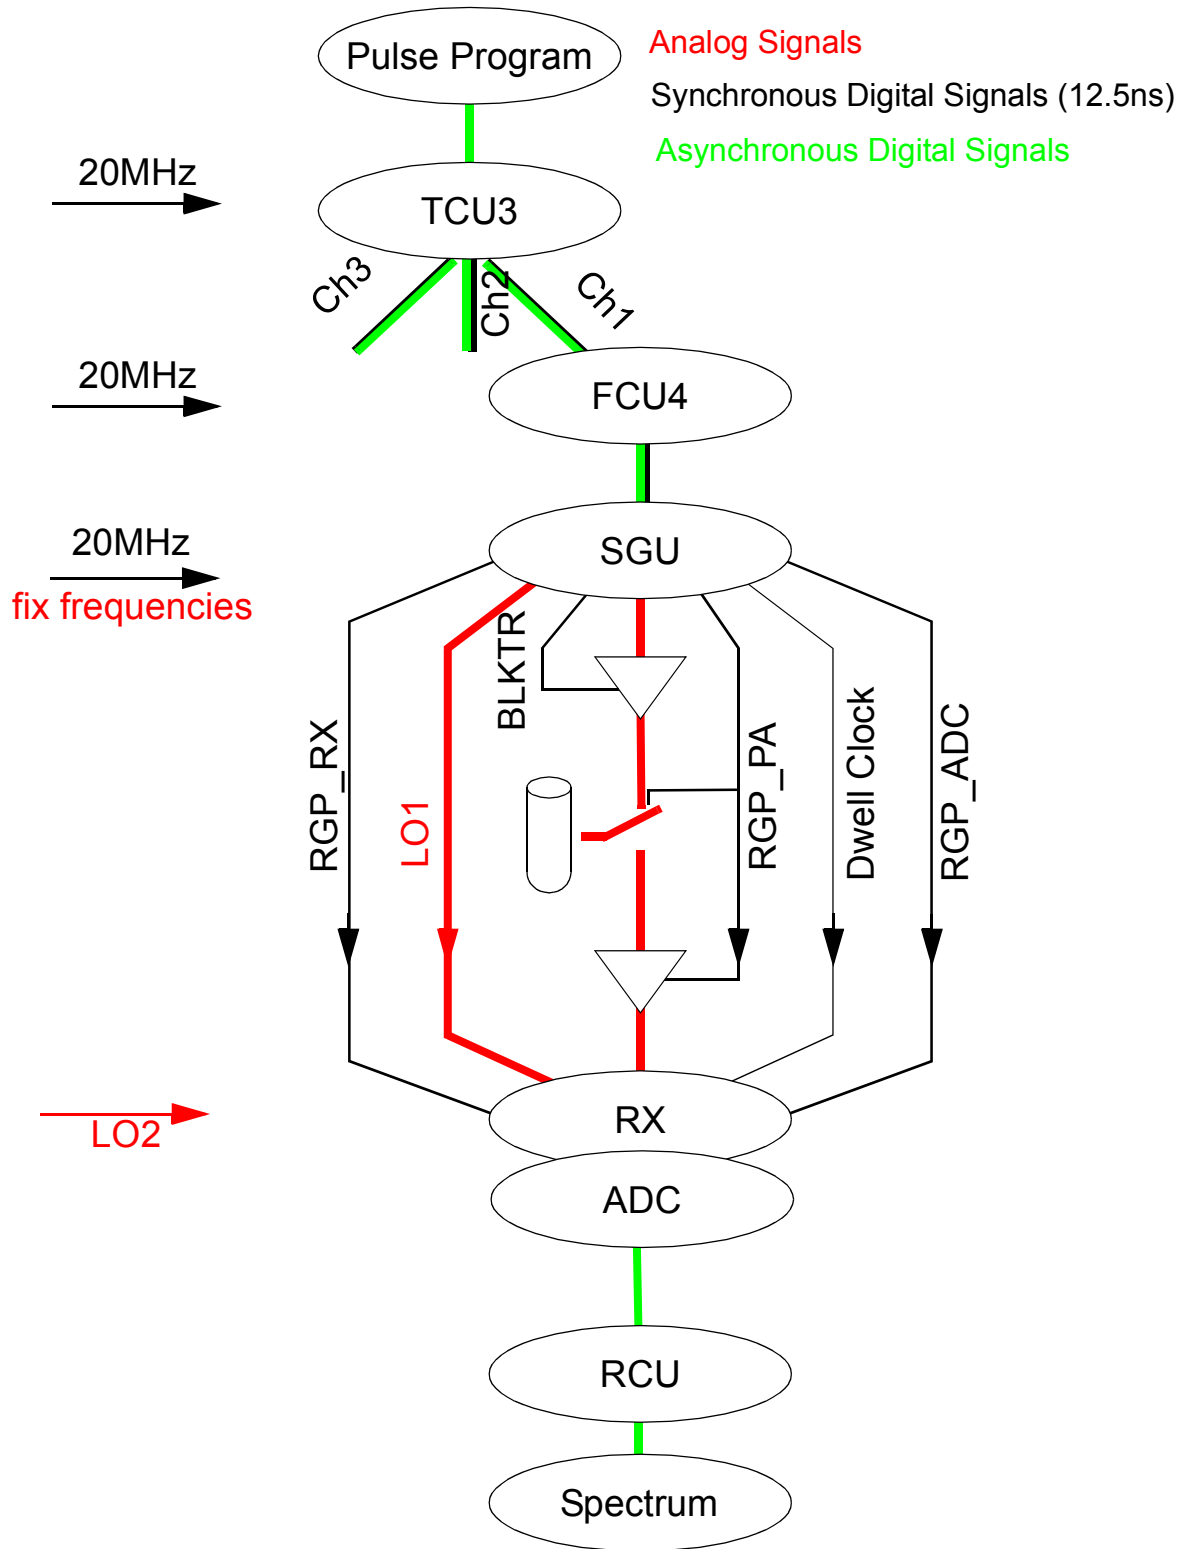 Pulse Program
Analog Signals
Synchronous Digital Signals (12.5ns)
Asynchronous Digital Signals
20MHz
TCU3
Ch3
Ch2
Ch1
20MHz
FCU4
20MHz
fix frequencies
SGU
BLKTR
RGP_RX
LO1
RGP_PA
Dwell Clock
RGP_ADC
LO2
RX
ADC
RCU
Spectrum